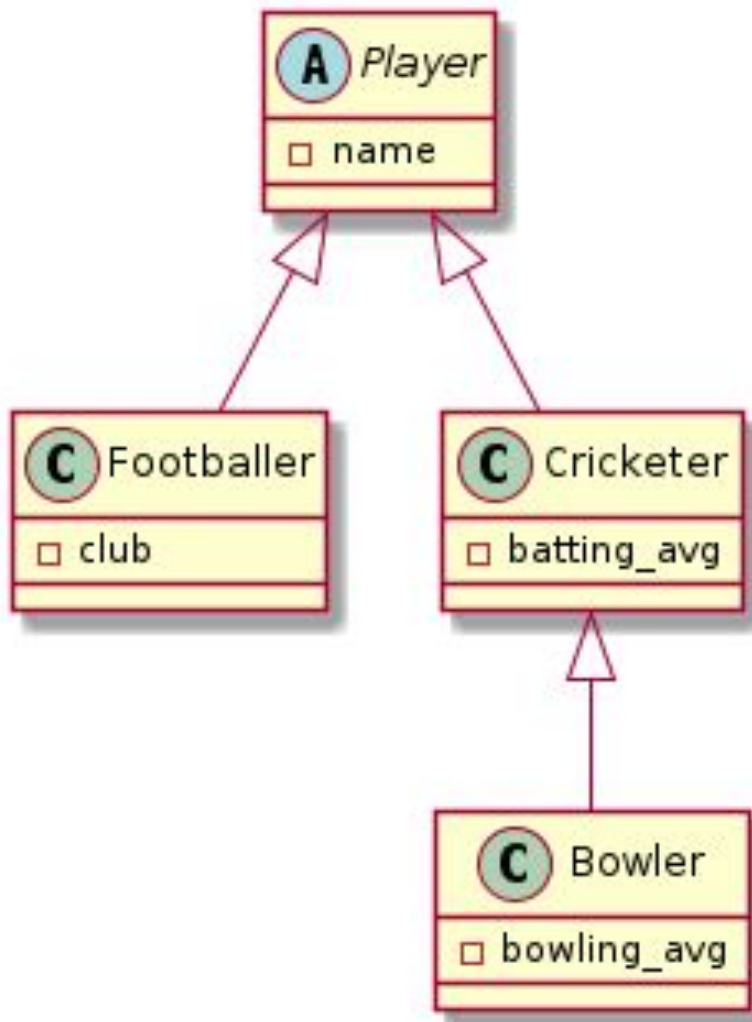 A Player
name
C Footballer
club
C Cricketer
batting_avg
C Bowler
bowling_avg